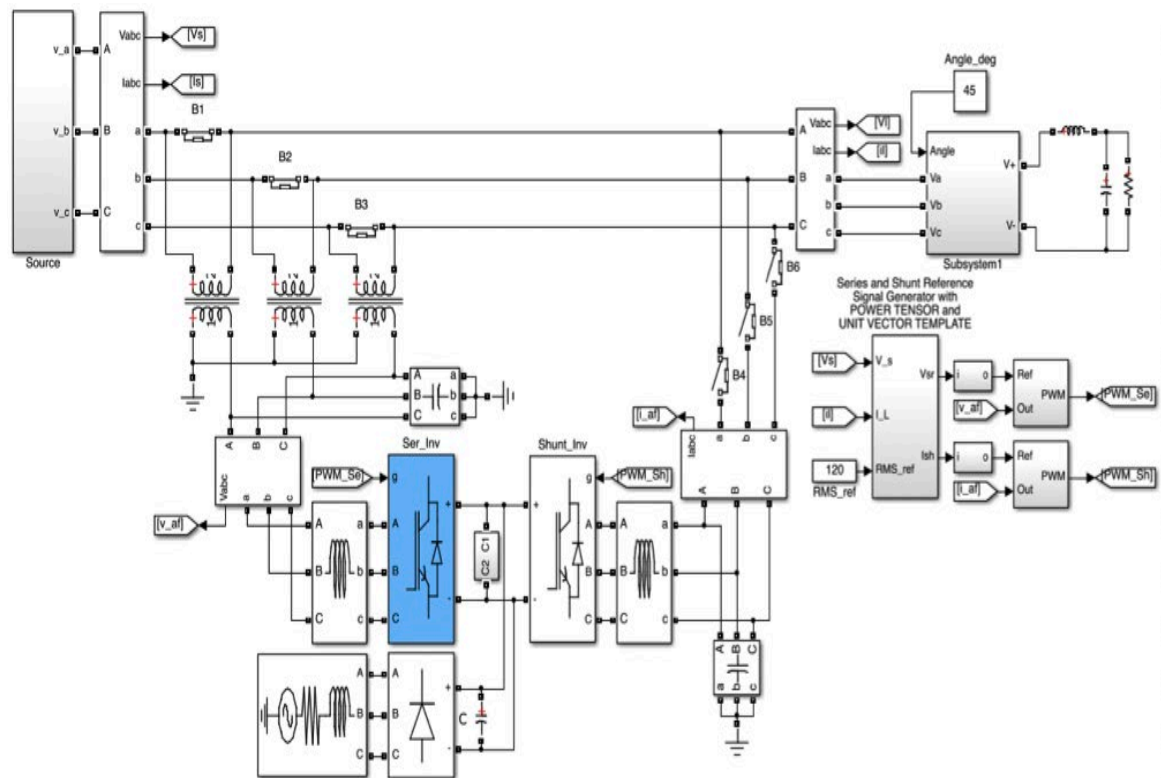 v_a
v_b
v_c
Source
A
B
C
Vabc
Iabc
a
b
c
[Vs]
[Is]
B1
B2
B3
Angle_deg
45
A
B
C
Vabc
Iabc
a
b
c
[Vl]
[il]
Angle
Va
Vb
Vc
V+
V-
Subsystem1
B6
B5
B4
Series and Shunt Reference
Signal Generator with
POWER TENSOR and
UNIT VECTOR TEMPLATE
[Vs]
[il]
120
RMS_ref
V_s
I_L
RMS_ref
Vsr
Ish
i o
i o
[v_af]
[i_af]
Ref
Out
PWM
Ref
Out
PWM
[PWM_Se]
[PWM_Sh]
A a
B b
C c
A B C
Vabc
a b c
[v_af]
Ser_Inv
[PWM_Se]
g
A a A
B b B
C c C
+
-
C1
C2
Shunt_Inv
[PWM_Sh]
g
+
-
A
B
C
a
b
c
[i_af]
Iabc
a b c
A B C
A B C
a b c
A A
B B
C C
+
-
C